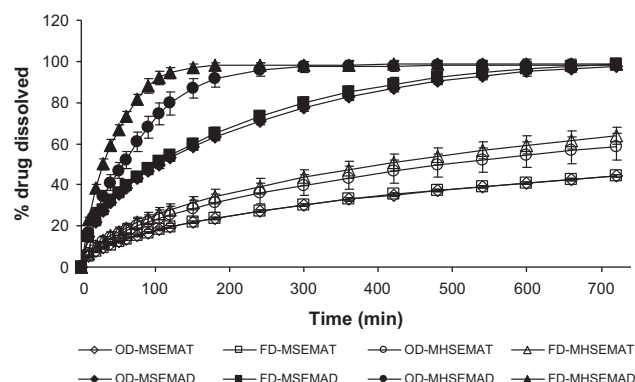 120
100
80
60
40
20
0
% drug dissolved
0 100 200 300 400 500 600 700
Time (min)
OD-MSEMAT FD-MSEMAT OD-MHSEMAT FD-MHSEMAT
OD-MSEMAD FD-MSEMAD OD-MHSEMAD FD-MHSEMAD